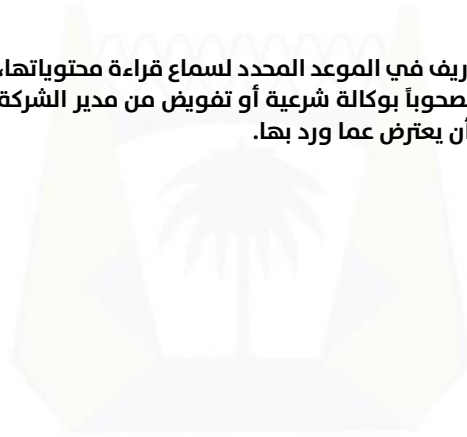 ريف في الموعد المحدد لسماع قراءة محتوياتها،
صحوباً بوكالة شرعية أو تفويض من مدير الشركة
أن يعترض عما ورد بها.